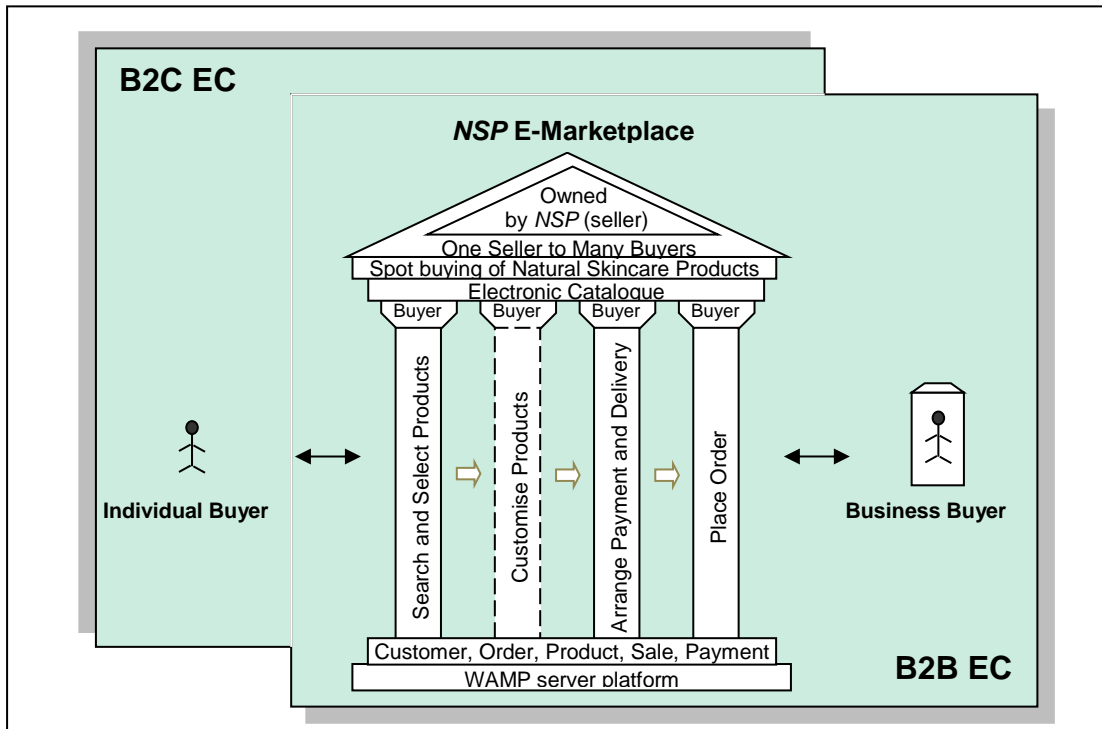 B2C EC
NSP E-Marketplace
Owned
by NSP (seller)
One Seller to Many Buyers
Spot buying of Natural Skincare Products
Electronic Catalogue
Buyer
Buyer
Buyer
Buyer
Search and Select Products
Customise Products
Arrange Payment and Delivery
Place Order
Individual Buyer
Business Buyer
Customer, Order, Product, Sale, Payment
WAMP server platform
B2B EC